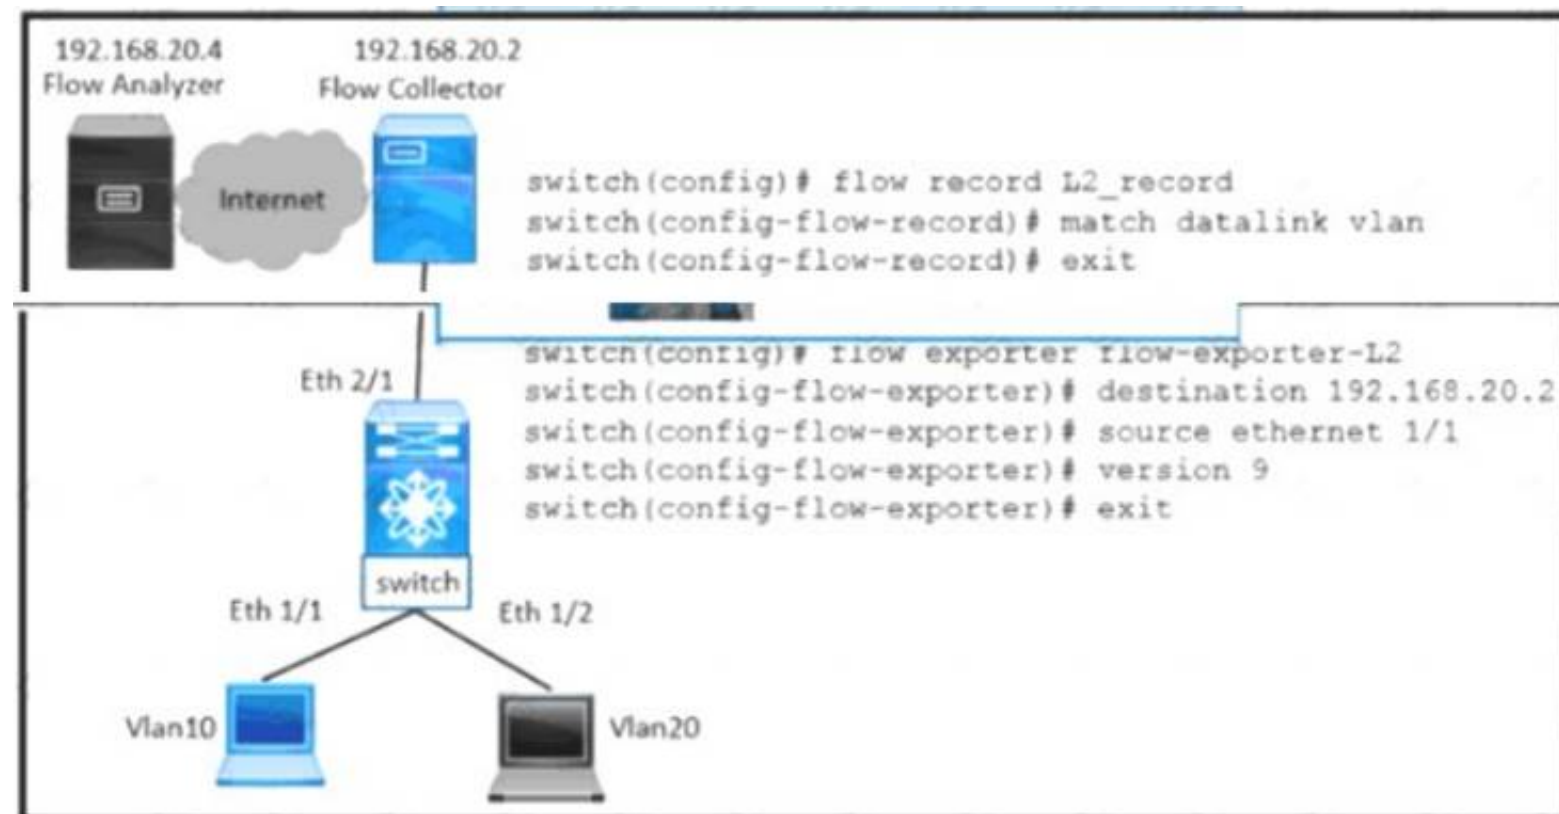 192.168.20.4
Flow Analyzer
192.168.20.2
Flow Collector
Internet
switch(config)# flow record L2_record
switch(config-flow-record)# match datalink vlan
switch(config-flow-record)# exit
switch(config)# flow exporter flow-exporter-L2
switch(config-flow-exporter)# destination 192.168.20.2
switch(config-flow-exporter)# source ethernet 1/1
switch(config-flow-exporter)# version 9
switch(config-flow-exporter)# exit
Eth 2/1
switch
Eth 1/1
Eth 1/2
Vlan10
Vlan20